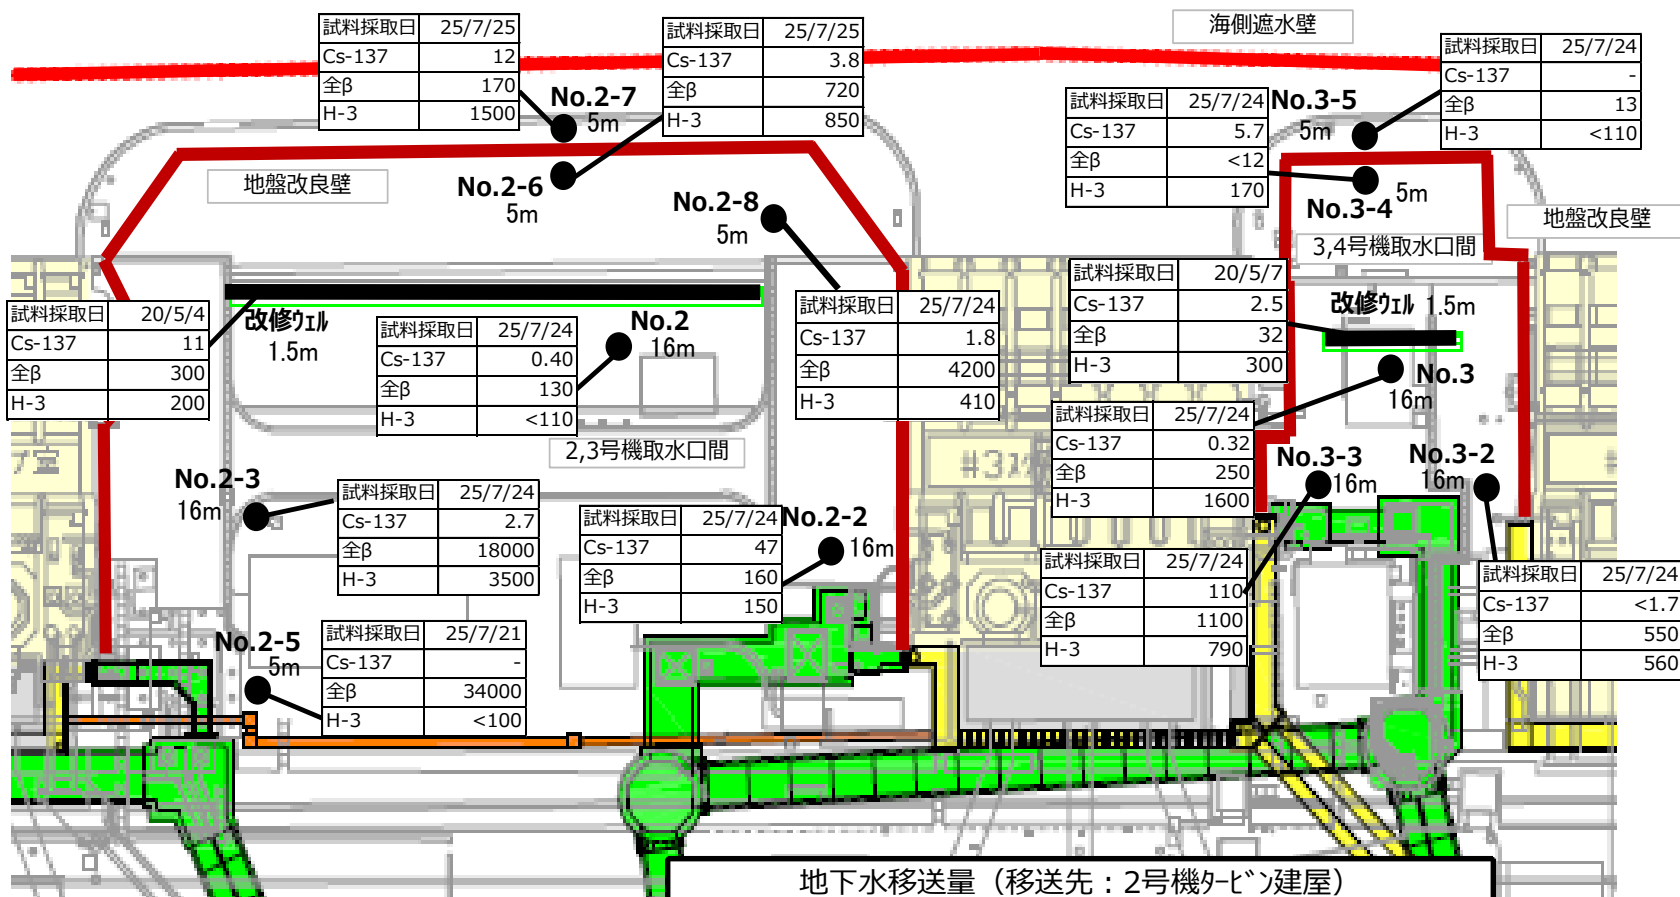 海側遮水壁
試料採取日 25/7/25
Cs-137 12
全β 170
H-3 1500
No.2-7
5m
試料採取日 25/7/25
Cs-137 3.8
全β 720
H-3 850
No.2-6
5m
地盤改良壁
試料採取日 25/7/24
Cs-137 -
全β 13
H-3 <110
No.3-5
5m
試料採取日 25/7/24
Cs-137 5.7
全β <12
H-3 170
No.3-4
5m
地盤改良壁
3,4号機取水口間
No.2-8
5m
試料採取日 25/7/24
Cs-137 1.8
全β 4200
H-3 410
試料採取日 20/5/4
Cs-137 11
全β 300
H-3 200
改修ウェル
1.5m
試料採取日 25/7/24
Cs-137 0.40
全β 130
H-3 <110
No.2
16m
2,3号機取水口間
試料採取日 20/5/7
Cs-137 2.5
全β 32
H-3 300
改修ウェル 1.5m
No.3
16m
試料採取日 25/7/24
Cs-137 0.32
全β 250
H-3 1600
No.2-3
16m
試料採取日 25/7/24
Cs-137 2.7
全β 18000
H-3 3500
試料採取日 25/7/24
Cs-137 47
全β 160
H-3 150
No.2-2
16m
No.3-3
16m
試料採取日 25/7/24
Cs-137 110
全β 1100
H-3 790
No.3-2
16m
試料採取日 25/7/24
Cs-137 <1.7
全β 550
H-3 560
No.2-5
5m
試料採取日 25/7/21
Cs-137 -
全β 34000
H-3 <100
地下水移送量（移送先：2号機タービン建屋）